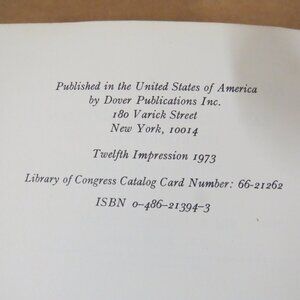 Published in the United States of America
by Dover Publications Inc.
180 Varick Street
New York, 10014
Twelfth Impression 1973
Library of Congress Catalog Card Number: 66-21262
ISBN 0-486-21394-3